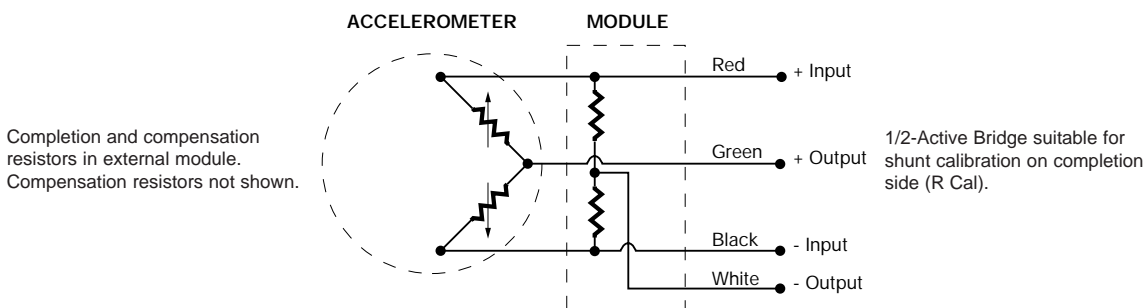 ACCELEROMETER
MODULE
Completion and compensation
resistors in external module.
Compensation resistors not shown.
Red
+ Input
Green
+ Output
Black
- Input
White
- Output
1/2-Active Bridge suitable for
shunt calibration on completion
side (R Cal).